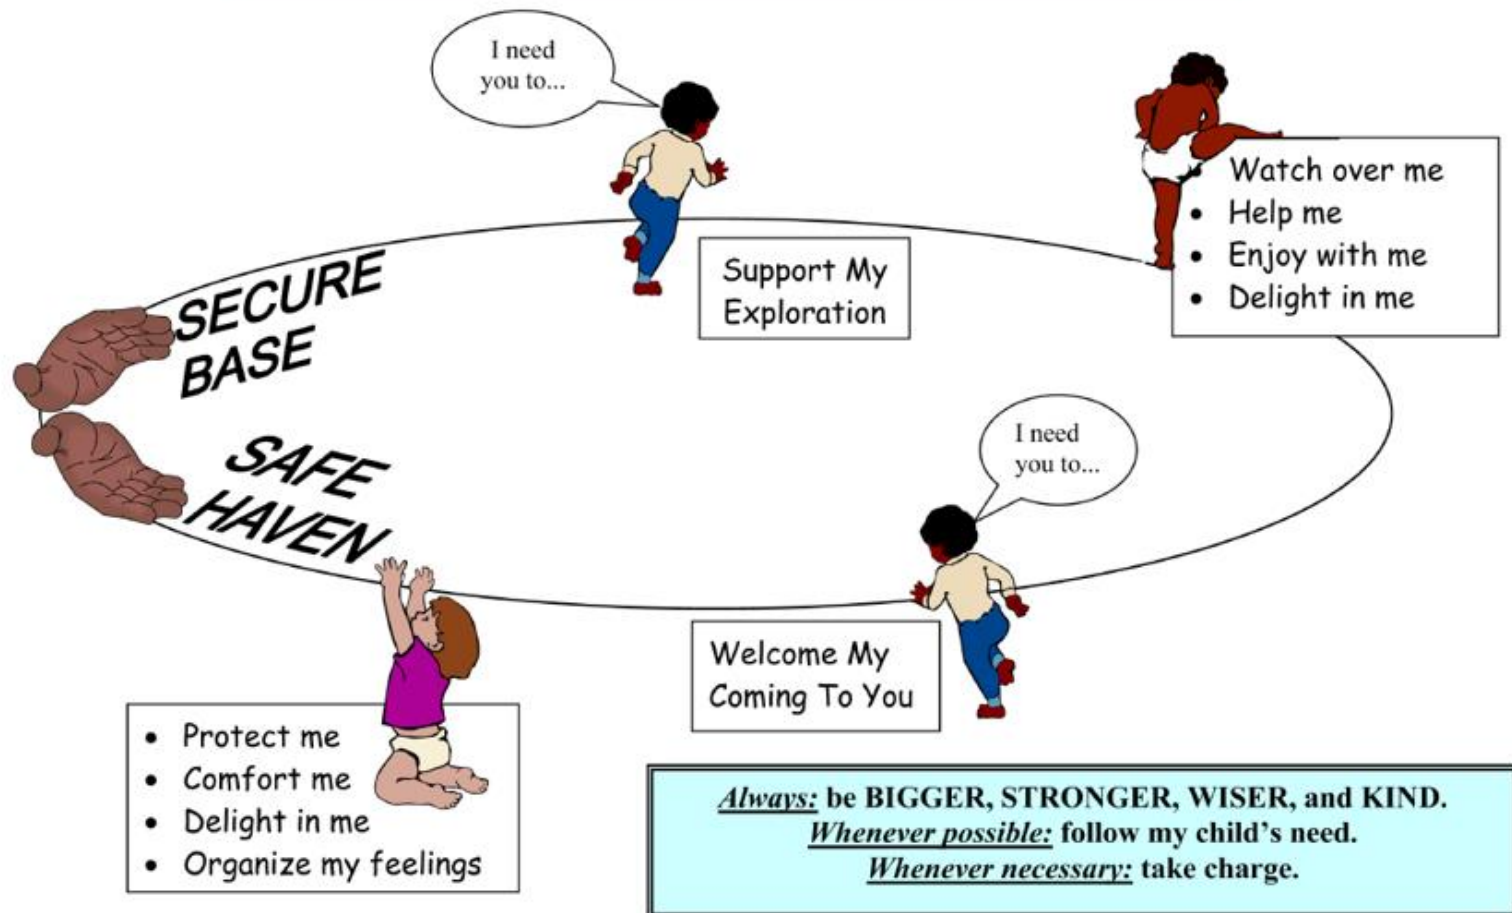 I need
you to...
• Watch over me
• Help me
• Enjoy with me
• Delight in me
Support My
Exploration
SECURE
BASE
SAFE
HAVEN
I need
you to...
Welcome My
Coming To You
• Protect me
• Comfort me
• Delight in me
• Organize my feelings
Always: be BIGGER, STRONGER, WISER, and KIND.
Whenever possible: follow my child's need.
Whenever necessary: take charge.